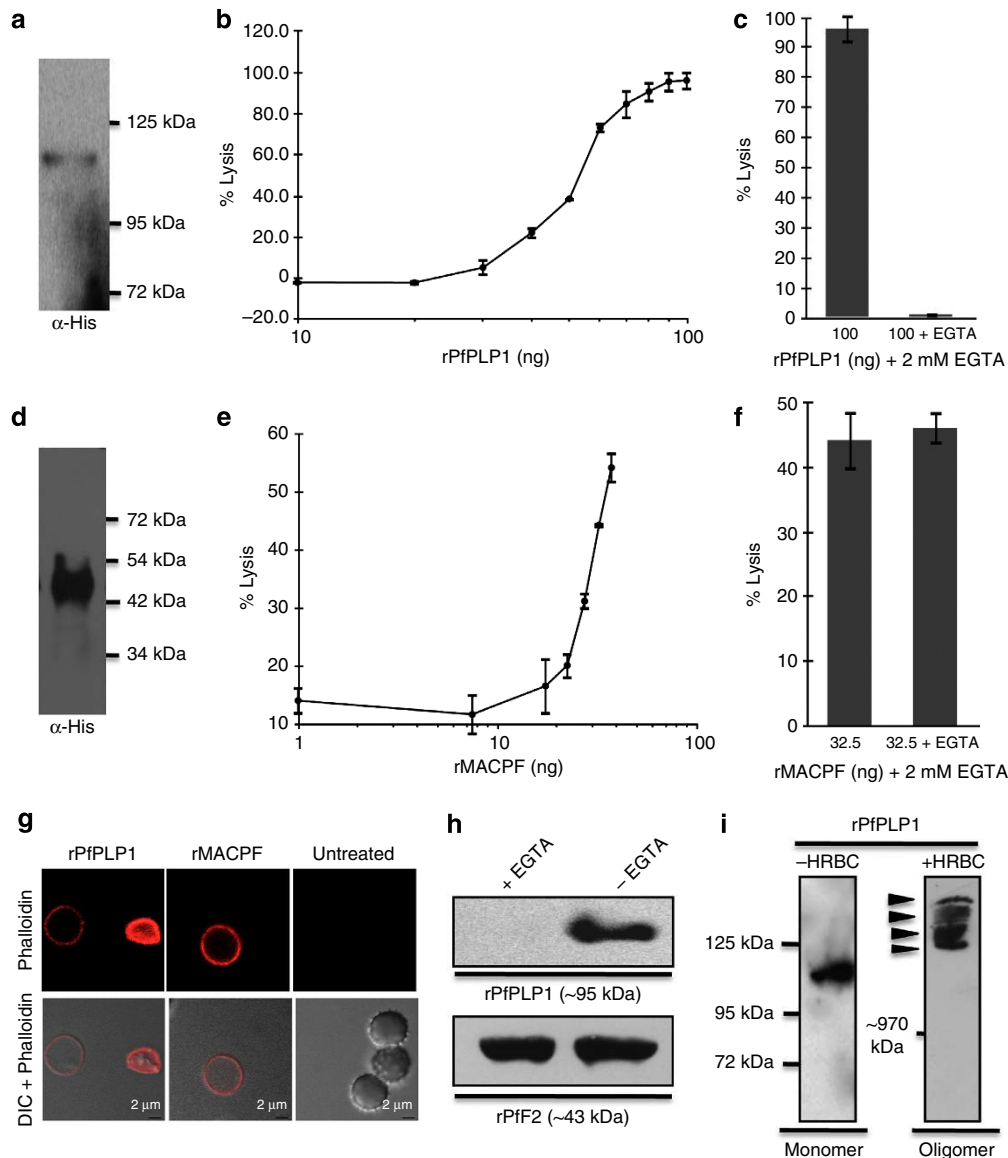 a
125 kDa
95 kDa
72 kDa
α-His
b
120.0
100.0
80.0
60.0
40.0
20.0
0
–20.0
% Lysis
10
100
rPfPLP1 (ng)
c
100
90
80
70
60
50
40
30
20
10
0
% Lysis
100
100 + EGTA
rPfPLP1 (ng) + 2 mM EGTA
d
72 kDa
54 kDa
42 kDa
34 kDa
α-His
e
60
50
40
30
20
10
% Lysis
1
10
100
rMACPF (ng)
f
50
40
30
20
10
0
% Lysis
32.5
32.5 + EGTA
rMACPF (ng) + 2 mM EGTA
g
rPfPLP1
rMACPF
Untreated
Phalloidin
DIC + Phalloidin
2 μm
2 μm
2 μm
h
+ EGTA
– EGTA
rPfPLP1 (~95 kDa)
rPfF2 (~43 kDa)
i
rPfPLP1
–HRBC
+HRBC
125 kDa
95 kDa
72 kDa
~970
kDa
Monomer
Oligomer